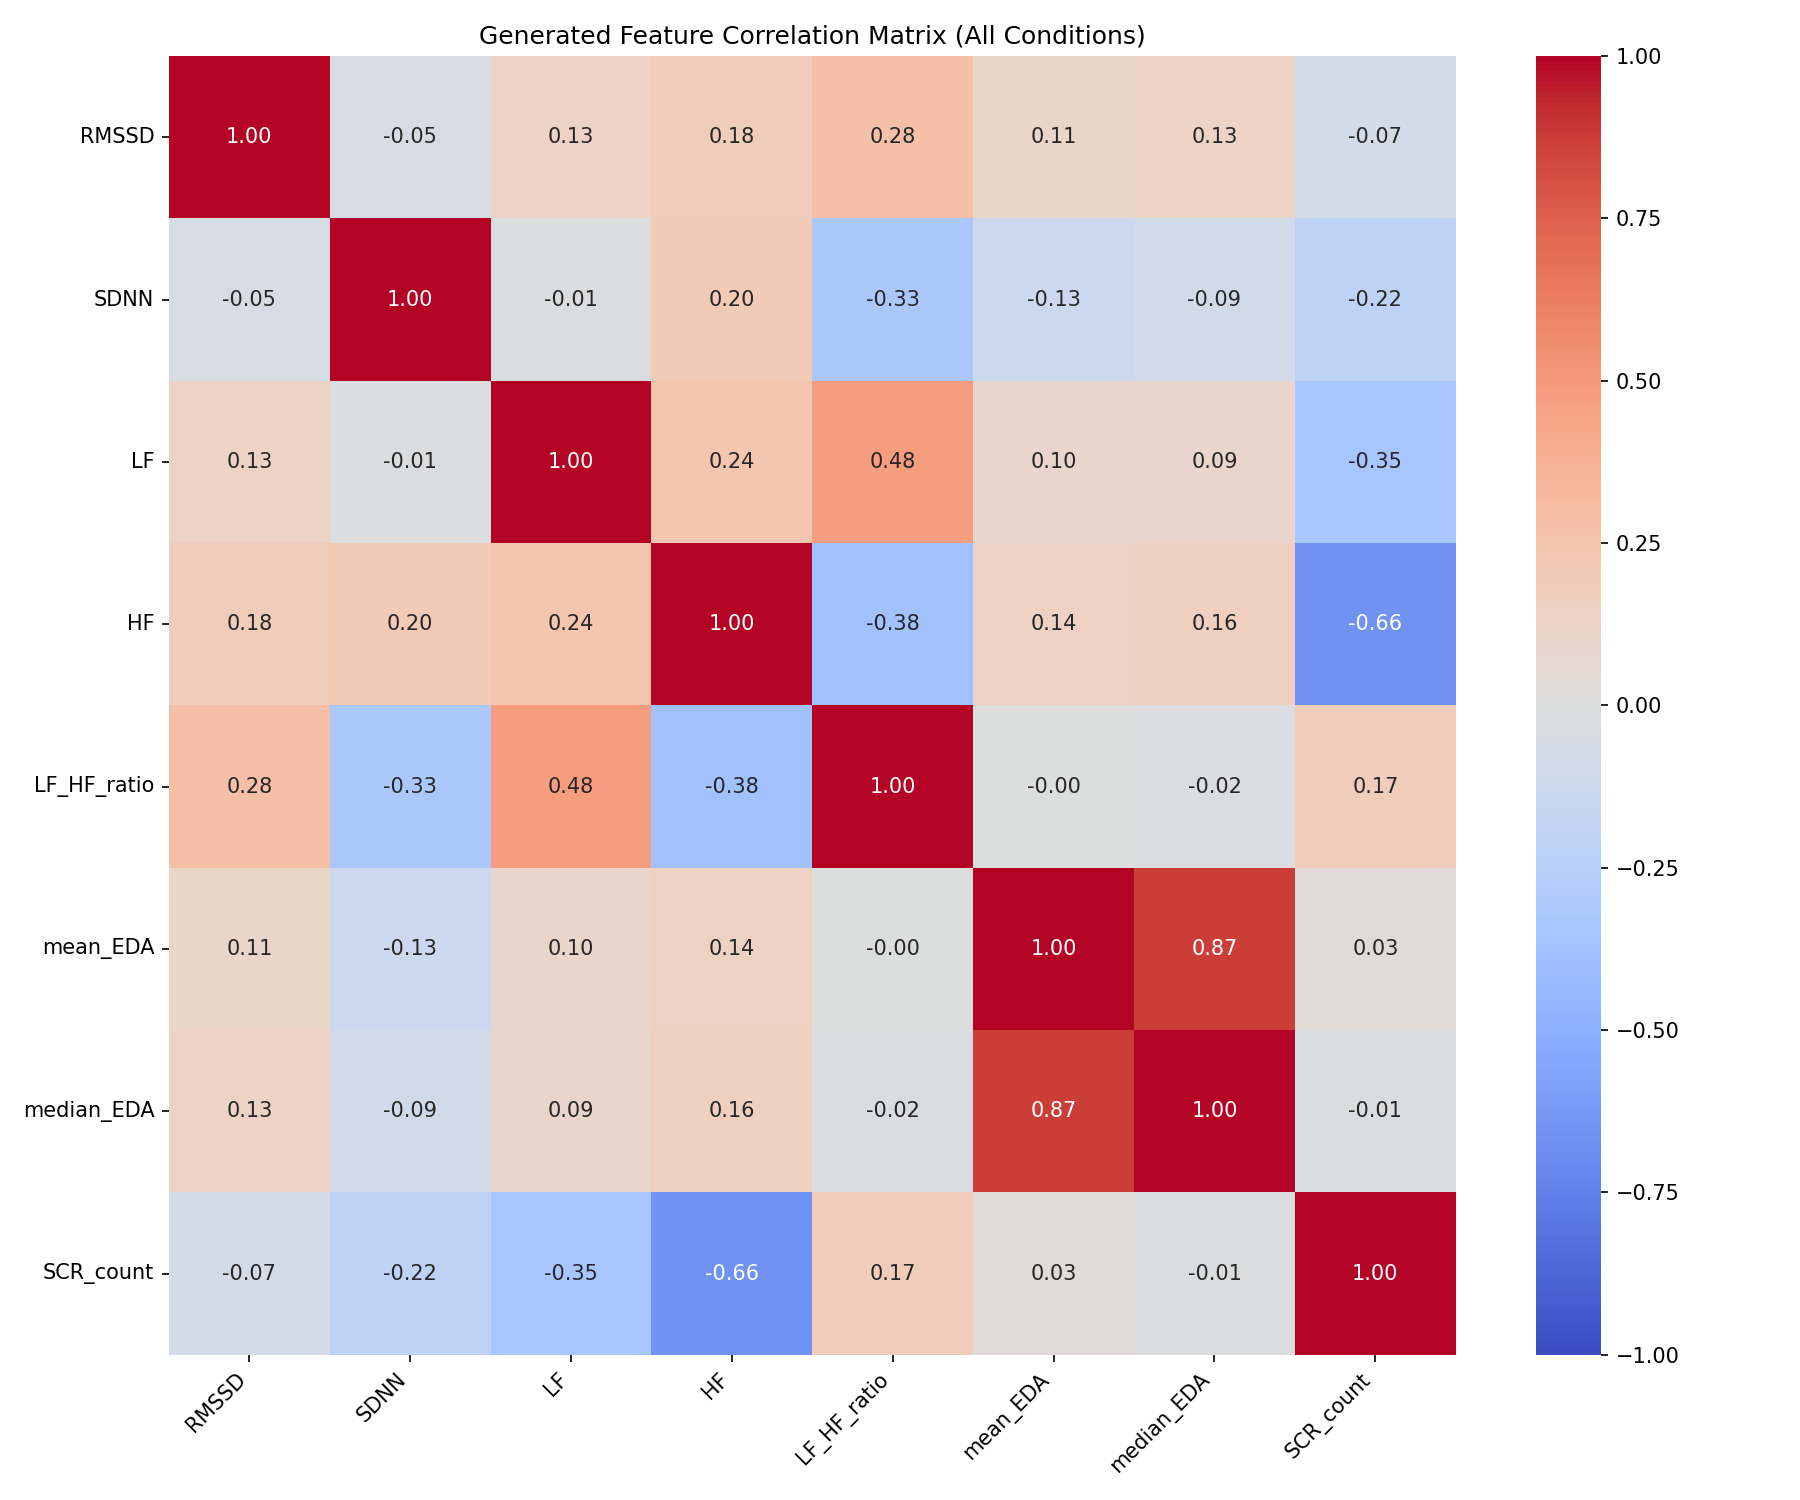 Generated Feature Correlation Matrix (All Conditions)
RMSSD 1.00 -0.05 0.13 0.18 0.28 0.11 0.13 -0.07
SDNN -0.05 1.00 -0.01 0.20 -0.33 -0.13 -0.09 -0.22
LF 0.13 -0.01 1.00 0.24 0.48 0.10 0.09 -0.35
HF 0.18 0.20 0.24 1.00 -0.38 0.14 0.16 -0.66
LF_HF_ratio 0.28 -0.33 0.48 -0.38 1.00 -0.00 -0.02 0.17
mean_EDA 0.11 -0.13 0.10 0.14 -0.00 1.00 0.87 0.03
median_EDA 0.13 -0.09 0.09 0.16 -0.02 0.87 1.00 -0.01
SCR_count -0.07 -0.22 -0.35 -0.66 0.17 0.03 -0.01 1.00
RMSSD SDNN LF HF LF_HF_ratio mean_EDA median_EDA SCR_count
1.00
0.75
0.50
0.25
0.00
−0.25
−0.50
−0.75
−1.00